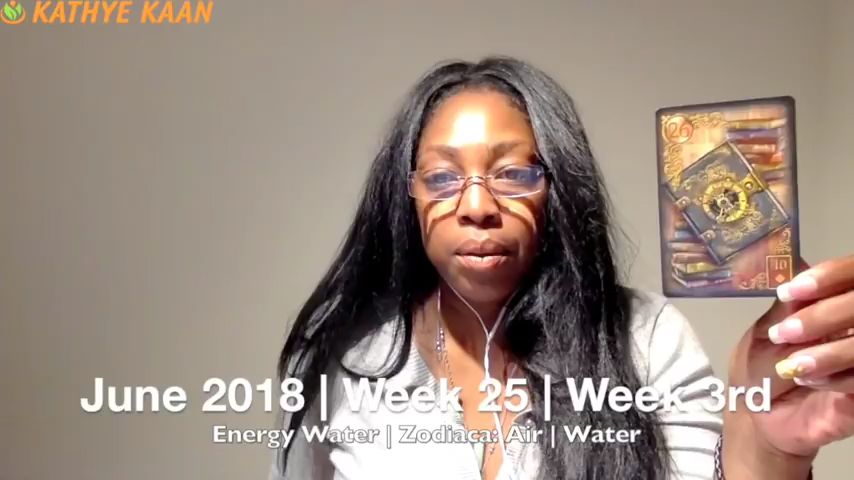 KATHYE KAAN
26
10
June 2018 | Week 25 | Week 3rd
Energy Water | Zodiaca: Air | Water